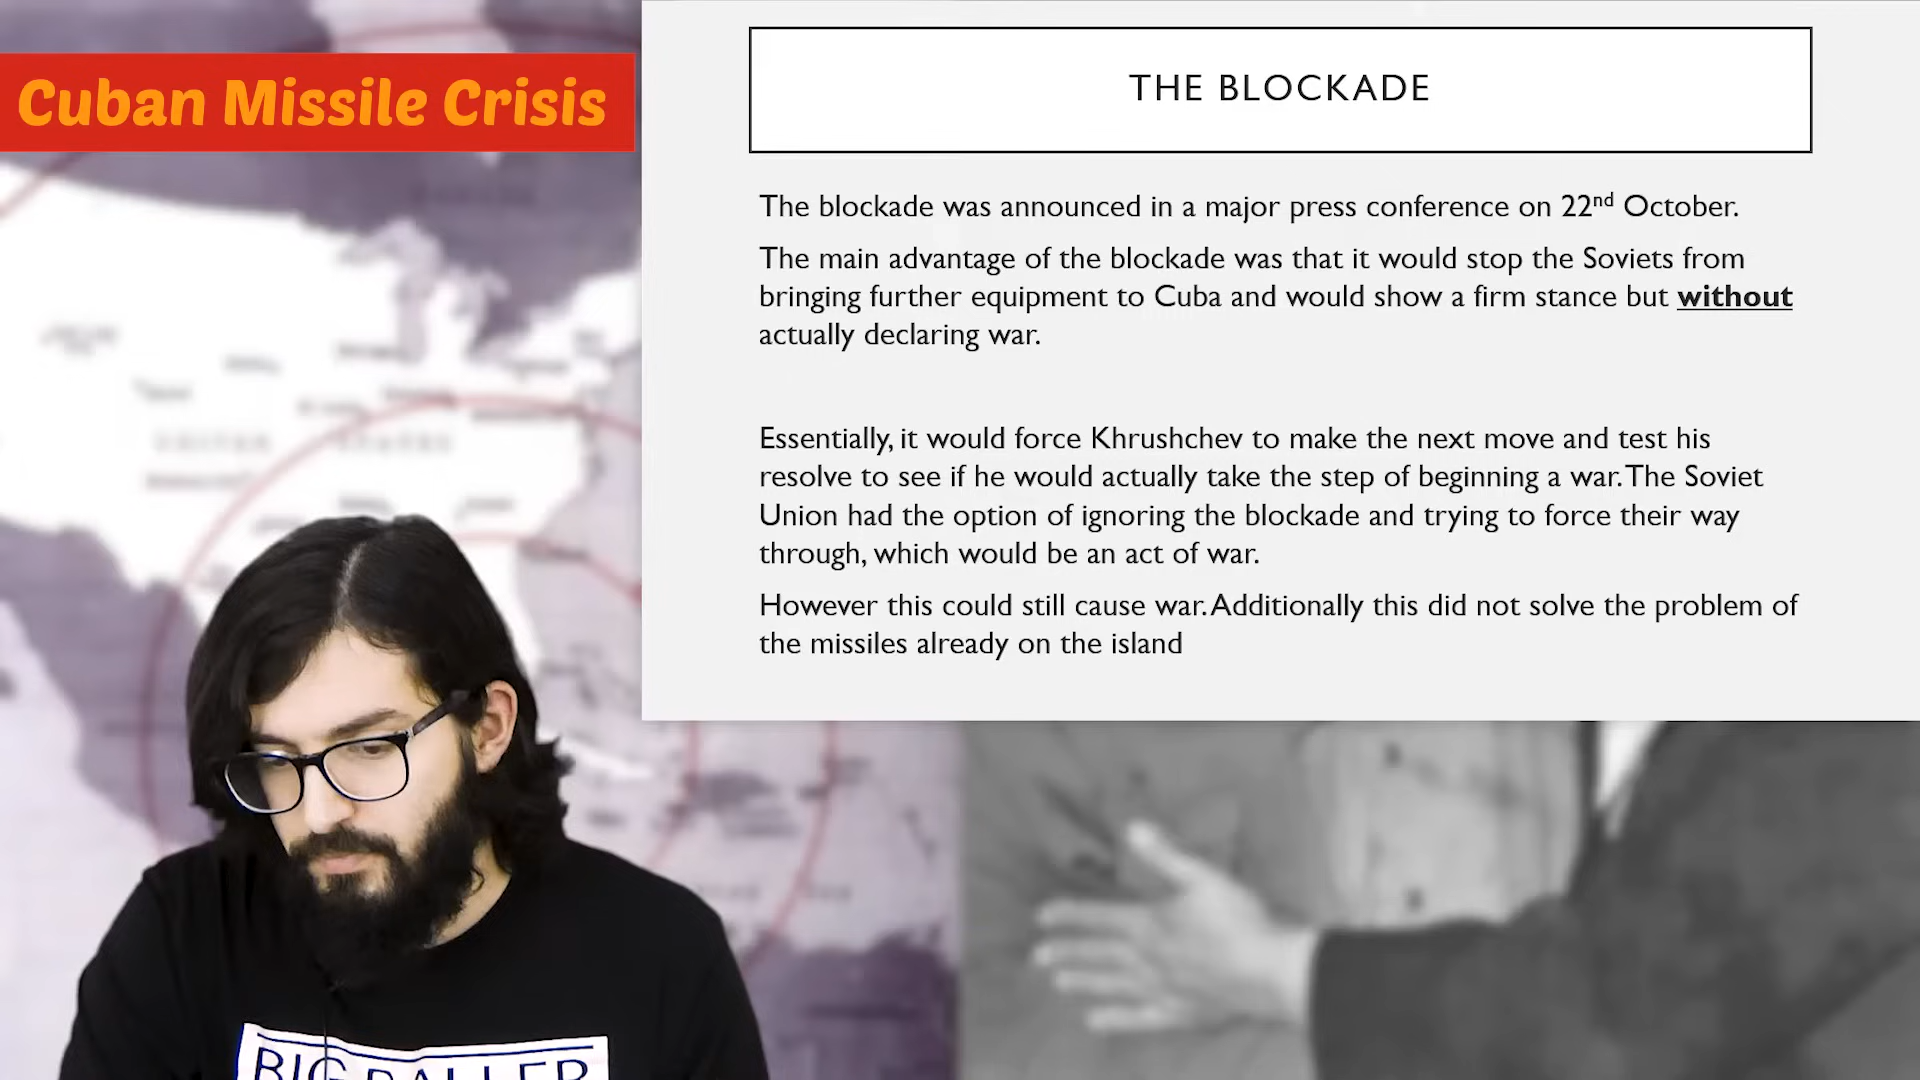 Cuban Missile Crisis
THE BLOCKADE
The blockade was announced in a major press conference on 22nd October.
The main advantage of the blockade was that it would stop the Soviets from
bringing further equipment to Cuba and would show a firm stance but without
actually declaring war.
Essentially, it would force Khrushchev to make the next move and test his
resolve to see if he would actually take the step of beginning a war. The Soviet
Union had the option of ignoring the blockade and trying to force their way
through, which would be an act of war.
However this could still cause war. Additionally this did not solve the problem of
the missiles already on the island
BIG BALLER